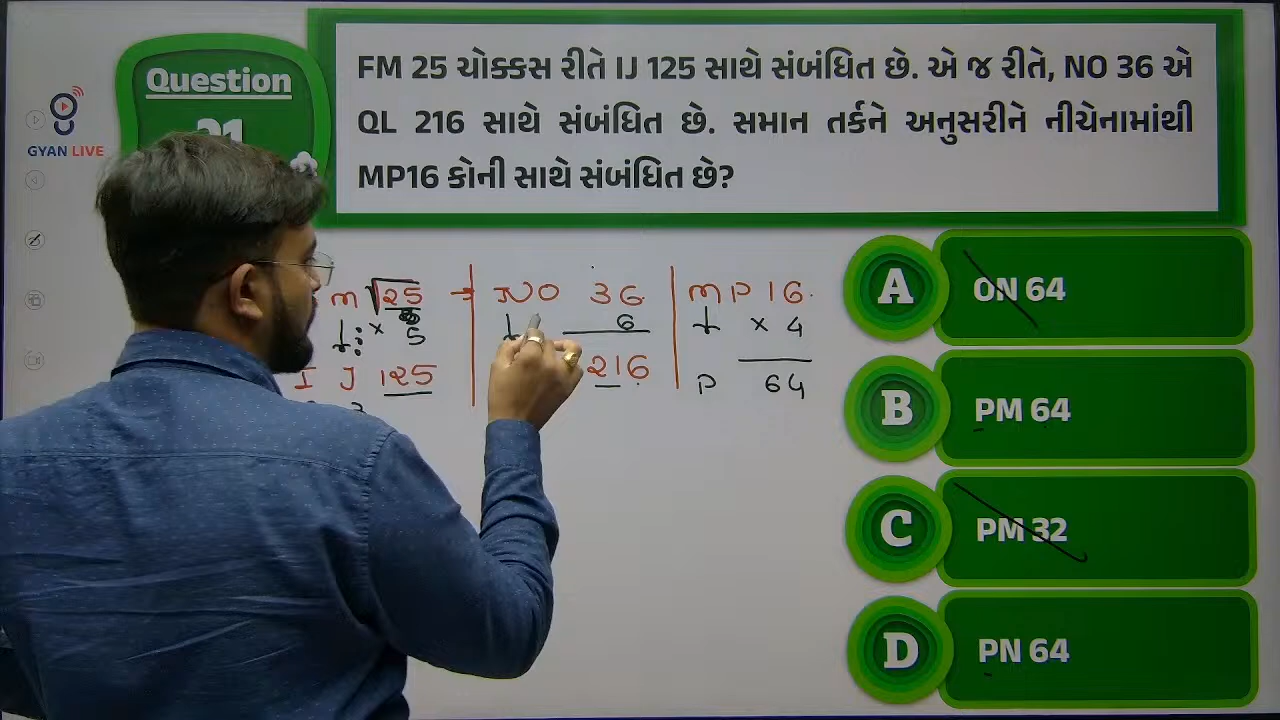 Question
FM 25 ચોક્કસ રીતે IJ 125 સાથે સંબંધિત છે. એ જ રીતે, NO 36 એ
QL 216 સાથે સંબંધિત છે. સમાન તર્કને અનુસરીને નીચેનામાંથી
MP16 કોની સાથે સંબંધિત છે?
GYAN LIVE
M 25 → NO 36 MP 16.
× 5 6 × 4
I J 125 216 P 64
A ON 64
B PM 64
C PM 32
D PN 64